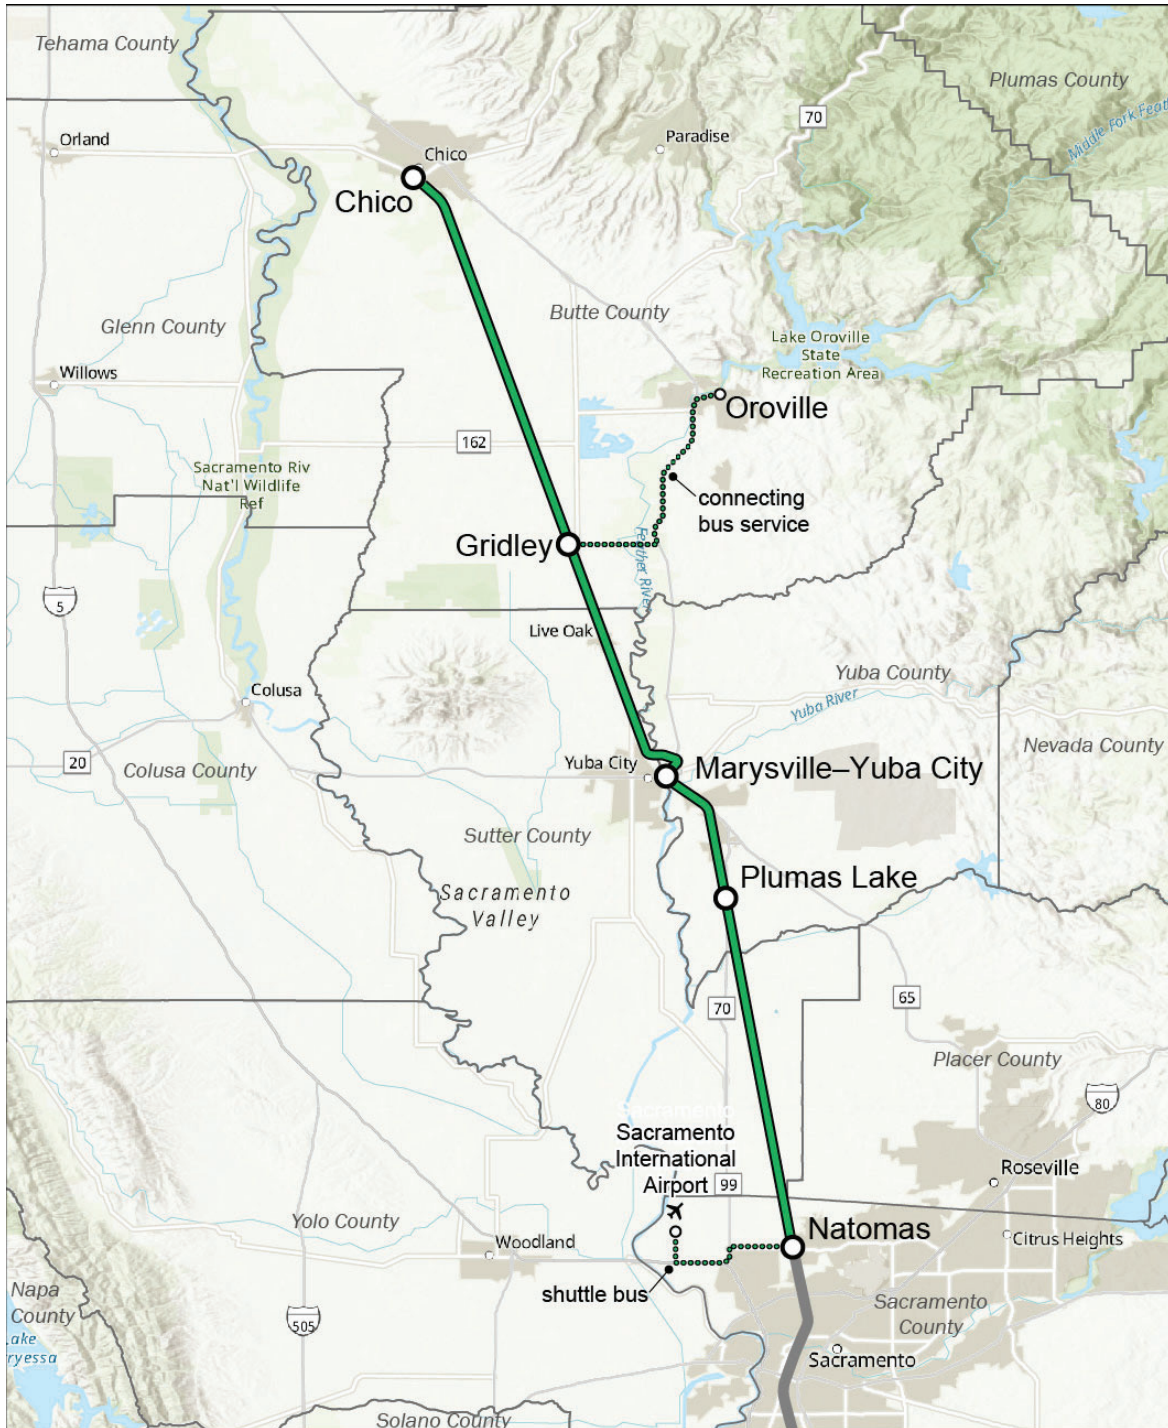 Tehama County
Plumas County
70
Middle Fork Feat
Orland
Chico
Paradise
Chico
Glenn County
Butte County
Lake Oroville
State
Recreation Area
Willows
Oroville
162
Sacramento Riv
Nat'l Wildlife
Ref
connecting
bus service
Gridley
Feather River
5
Live Oak
Yuba County
Colusa
Yuba River
Nevada County
20
Colusa County
Yuba City
Marysville–Yuba City
Sutter County
Plumas Lake
Sacramento
Valley
70
65
Placer County
80
Sacramento
Sacramento
International
Airport
99
Roseville
Yolo County
Natomas
Woodland
Citrus Heights
shuttle bus
Napa
County
505
Sacramento
County
Lake
ryessa
Sacramento
Solano County